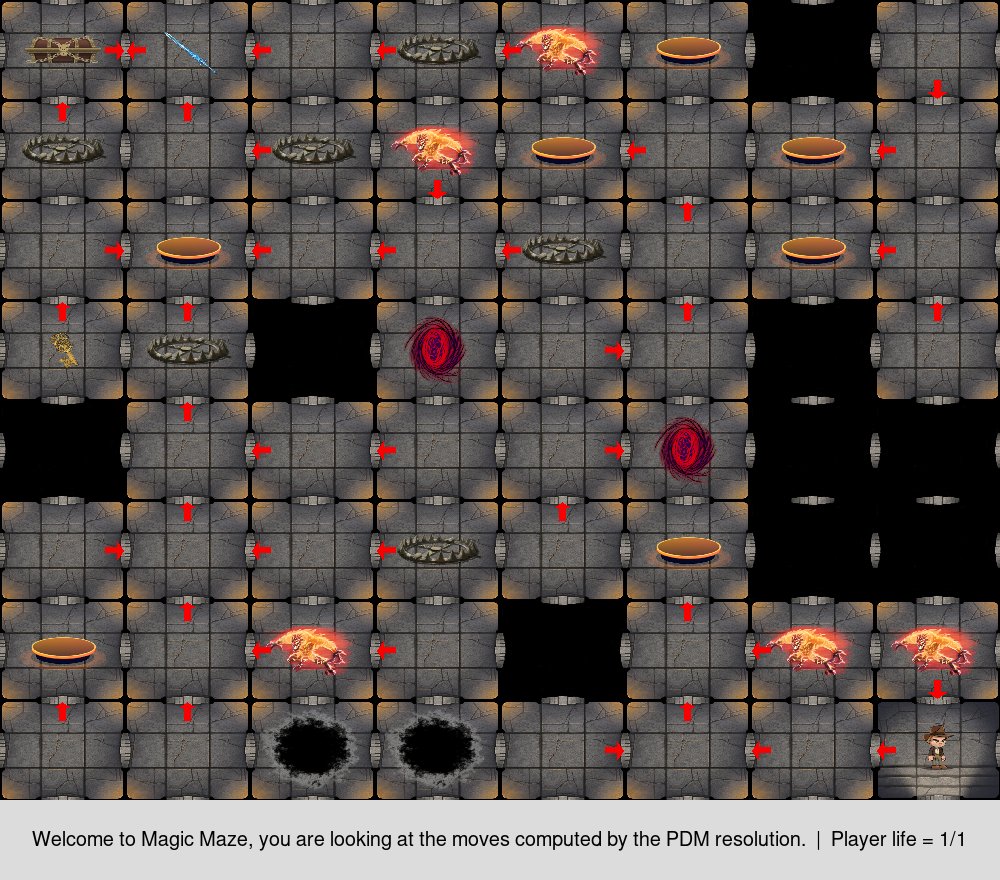 Welcome to Magic Maze, you are looking at the moves computed by the PDM resolution.  |  Player life = 1/1